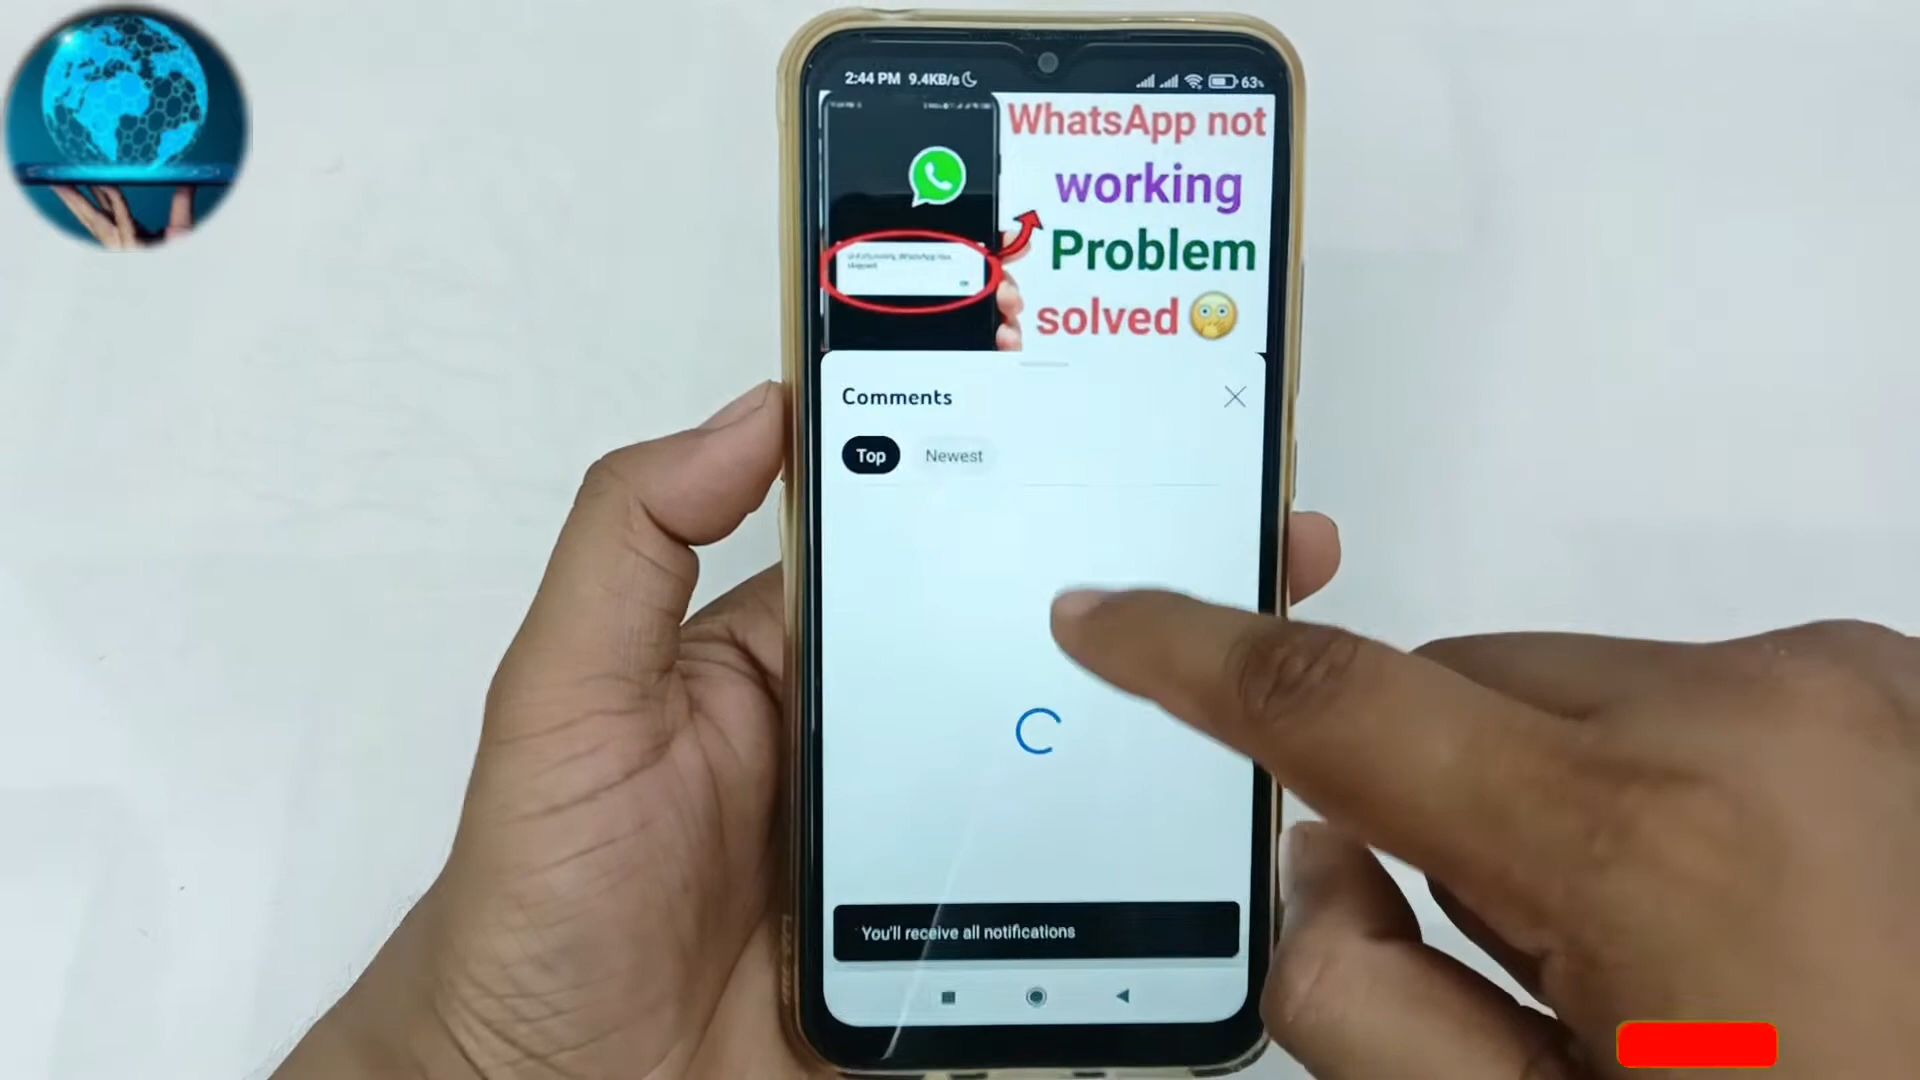 2:44 PM 9.4KB/s
63%
WhatsApp not
working
Problem
solved
Comments
Top Newest
You'll receive all notifications